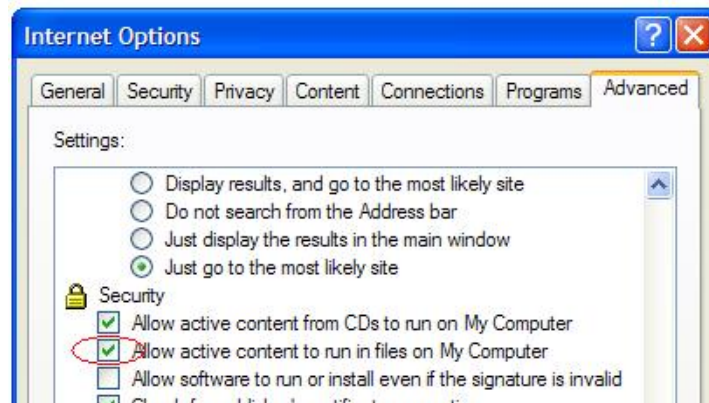 Internet Options
General Security Privacy Content Connections Programs Advanced
Settings:
Display results, and go to the most likely site
Do not search from the Address bar
Just display the results in the main window
Just go to the most likely site
Security
Allow active content from CDs to run on My Computer
Allow active content to run in files on My Computer
Allow software to run or install even if the signature is invalid